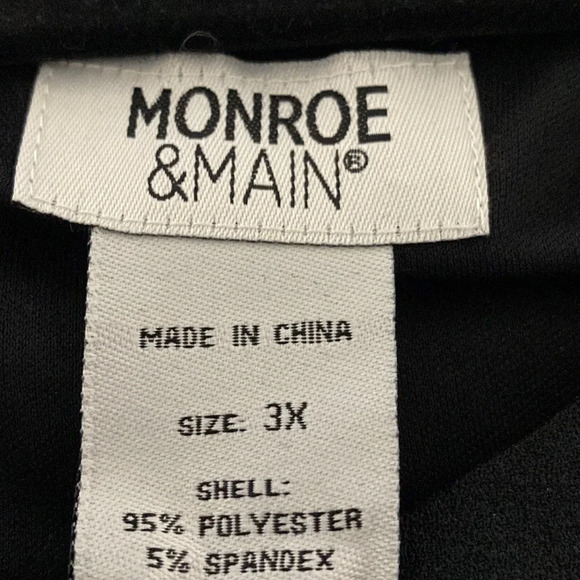 MONROE
&MAIN®
MADE IN CHINA
SIZE: 3X
SHELL:
95% POLYESTER
5% SPANDEX